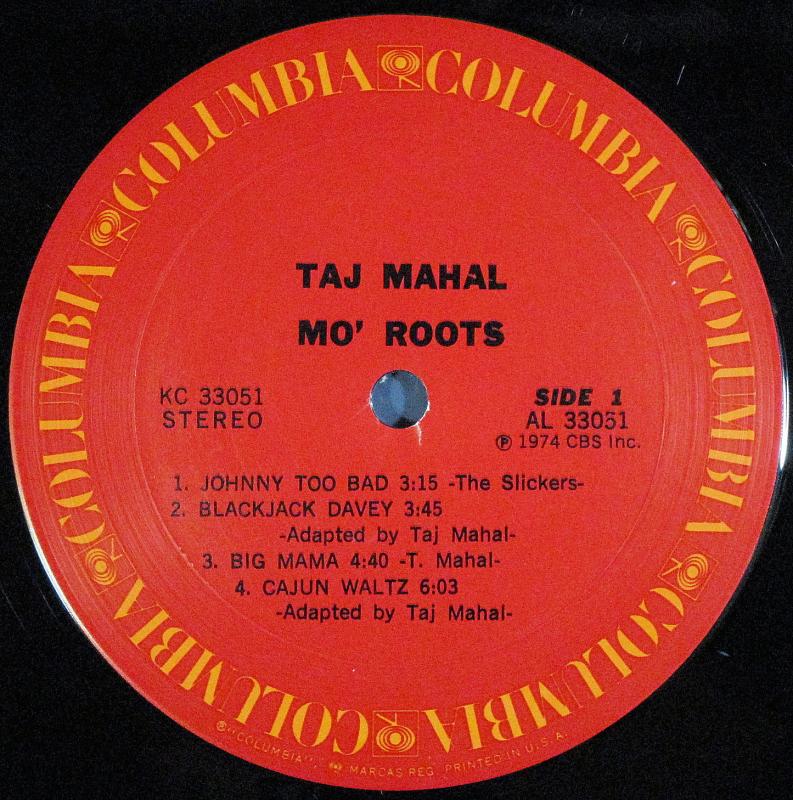 COLUMBIA COLUMBIA COLUMBIA COLUMBIA COLUMBIA COLUMBIA COLUMBIA COLUMBIA
TAJ MAHAL
MO' ROOTS
KC 33051
STEREO
SIDE 1
AL 33051
Ⓟ 1974 CBS Inc.
1. JOHNNY TOO BAD 3:15 -The Slickers-
2. BLACKJACK DAVEY 3:45
-Adapted by Taj Mahal-
3. BIG MAMA 4:40 -T. Mahal-
4. CAJUN WALTZ 6:03
-Adapted by Taj Mahal-
®"COLUMBIA", MARCAS REG. PRINTED IN U.S.A.